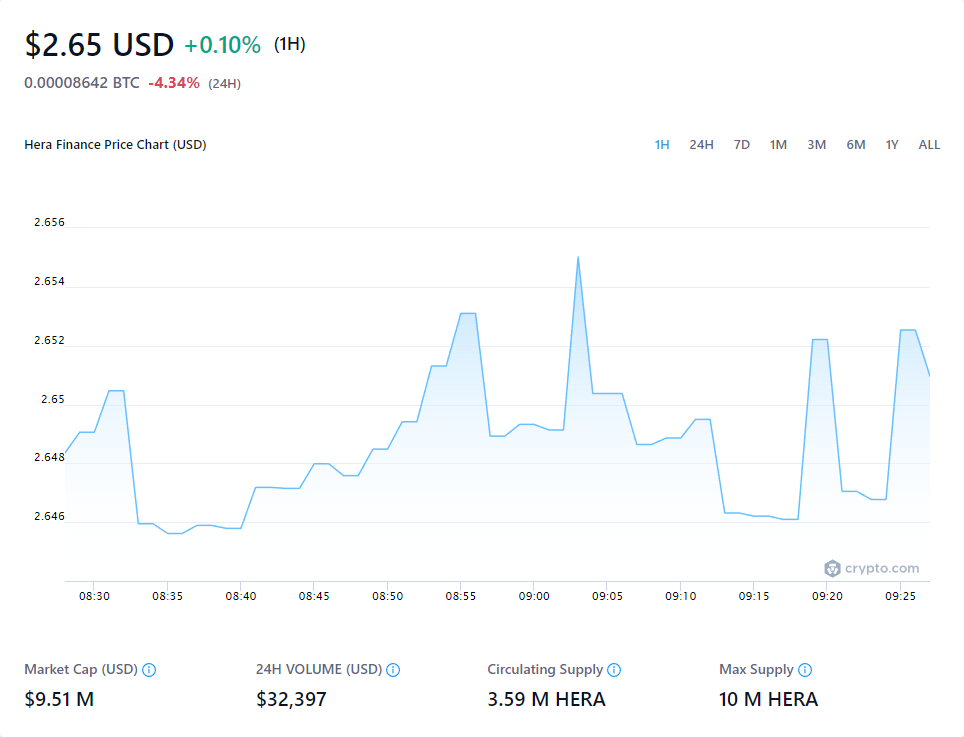 $2.65 USD +0.10% (1H)
0.00008642 BTC -4.34% (24H)
Hera Finance Price Chart (USD)
1H 24H 7D 1M 3M 6M 1Y ALL
2.656
2.654
2.652
2.65
2.648
2.646
crypto.com
08:30 08:35 08:40 08:45 08:50 08:55 09:00 09:05 09:10 09:15 09:20 09:25
Market Cap (USD) 24H VOLUME (USD) Circulating Supply Max Supply
$9.51 M $32,397 3.59 M HERA 10 M HERA